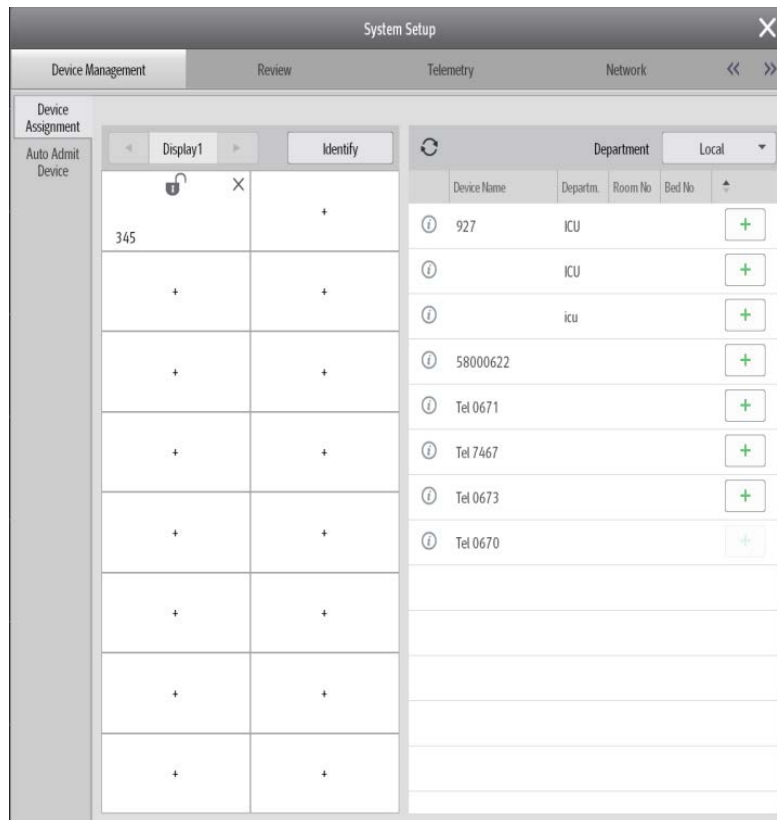 System Setup
Device Management Review Telemetry Network
Device
Assignment
Auto Admit
Device
Display1 Identify
345
Department Local
Device Name Departm. Room No Bed No
927 ICU
ICU
icu
58000622
Tel 0671
Tel 7467
Tel 0673
Tel 0670